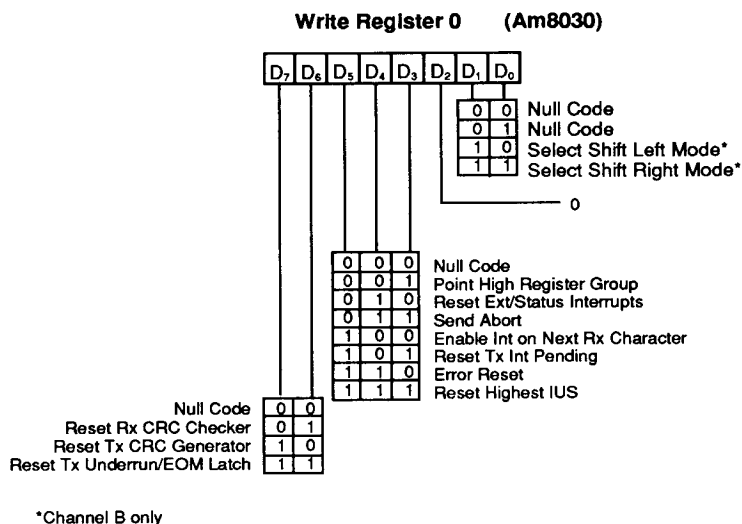 Write Register 0 (Am8030)
D7 D6 D5 D4 D3 D2 D1 D0
0 0 Null Code
0 1 Null Code
1 0 Select Shift Left Mode*
1 1 Select Shift Right Mode*
0
0 0 0 Null Code
0 0 1 Point High Register Group
0 1 0 Reset Ext/Status Interrupts
0 1 1 Send Abort
1 0 0 Enable Int on Next Rx Character
1 0 1 Reset Tx Int Pending
1 1 0 Error Reset
1 1 1 Reset Highest IUS
Null Code 0 0
Reset Rx CRC Checker 0 1
Reset Tx CRC Generator 1 0
Reset Tx Underrun/EOM Latch 1 1
*Channel B only